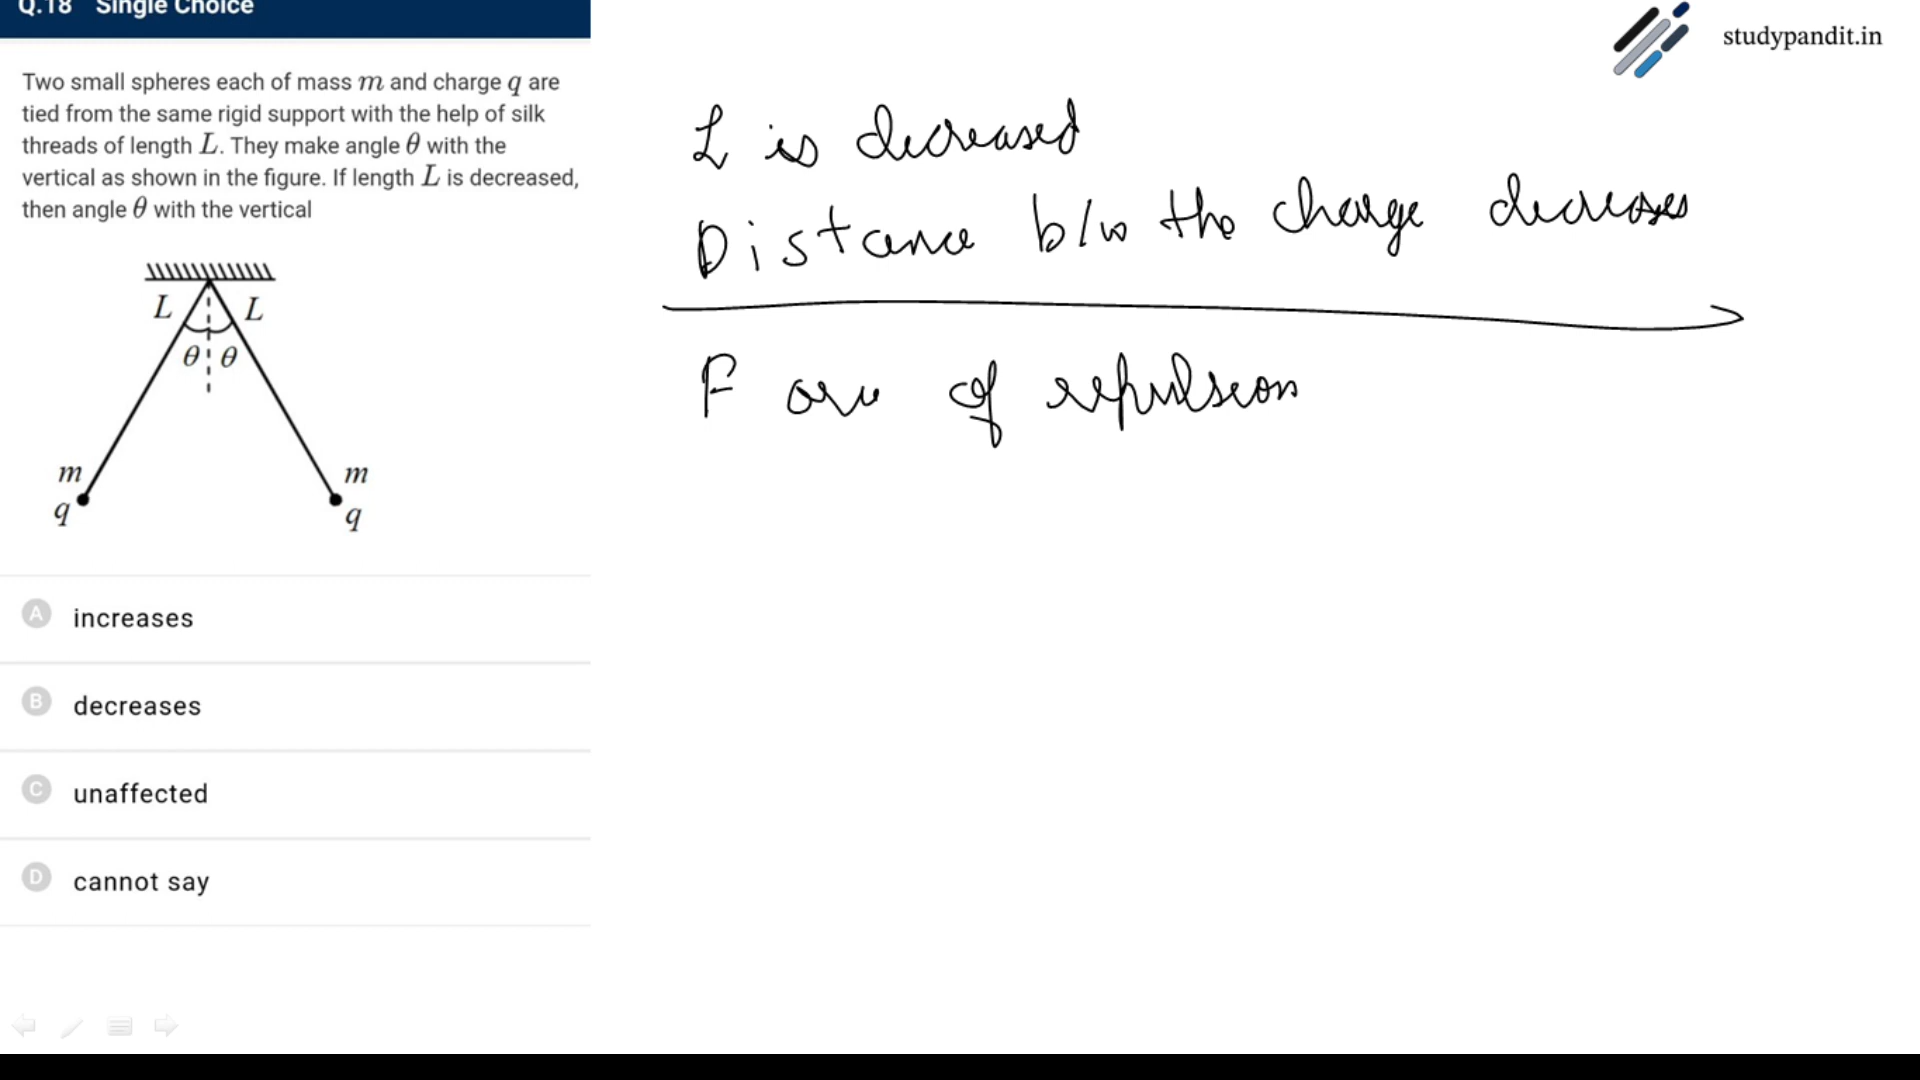 Q.18 Single Choice
studypandit.in
Two small spheres each of mass m and charge q are
tied from the same rigid support with the help of silk
threads of length L. They make angle θ with the
vertical as shown in the figure. If length L is decreased,
then angle θ with the vertical
L L
θ θ
m m
q q
A increases
B decreases
C unaffected
D cannot say
L is decreased
Distance b/w the charge decreases
Force of repulsion